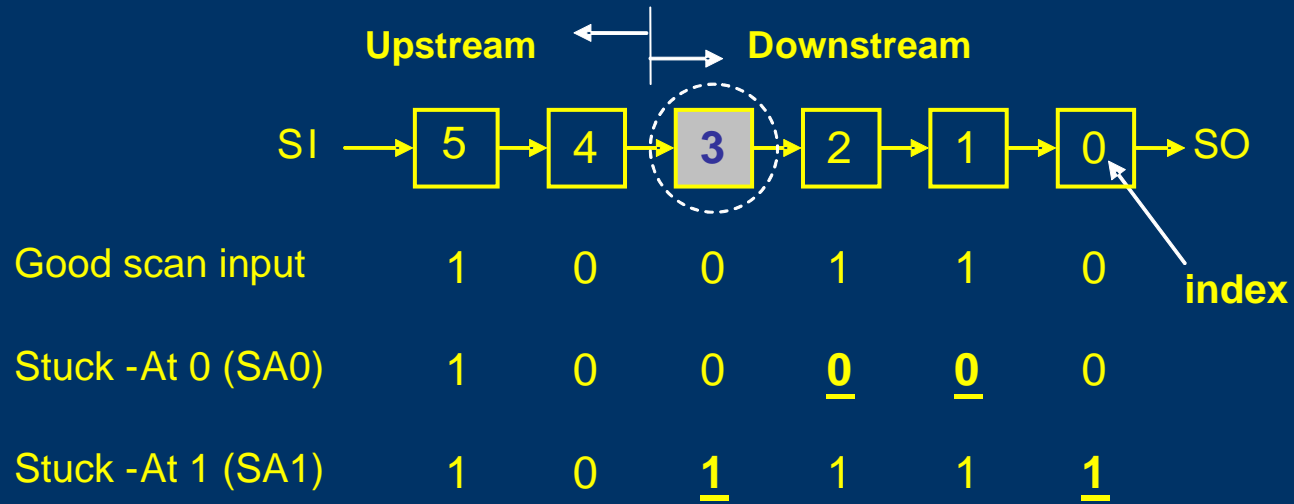 Upstream Downstream
SI 5 4 3 2 1 0 SO
Good scan input 1 0 0 1 1 0
index
Stuck -At 0 (SA0) 1 0 0 0 0 0
Stuck -At 1 (SA1) 1 0 1 1 1 1